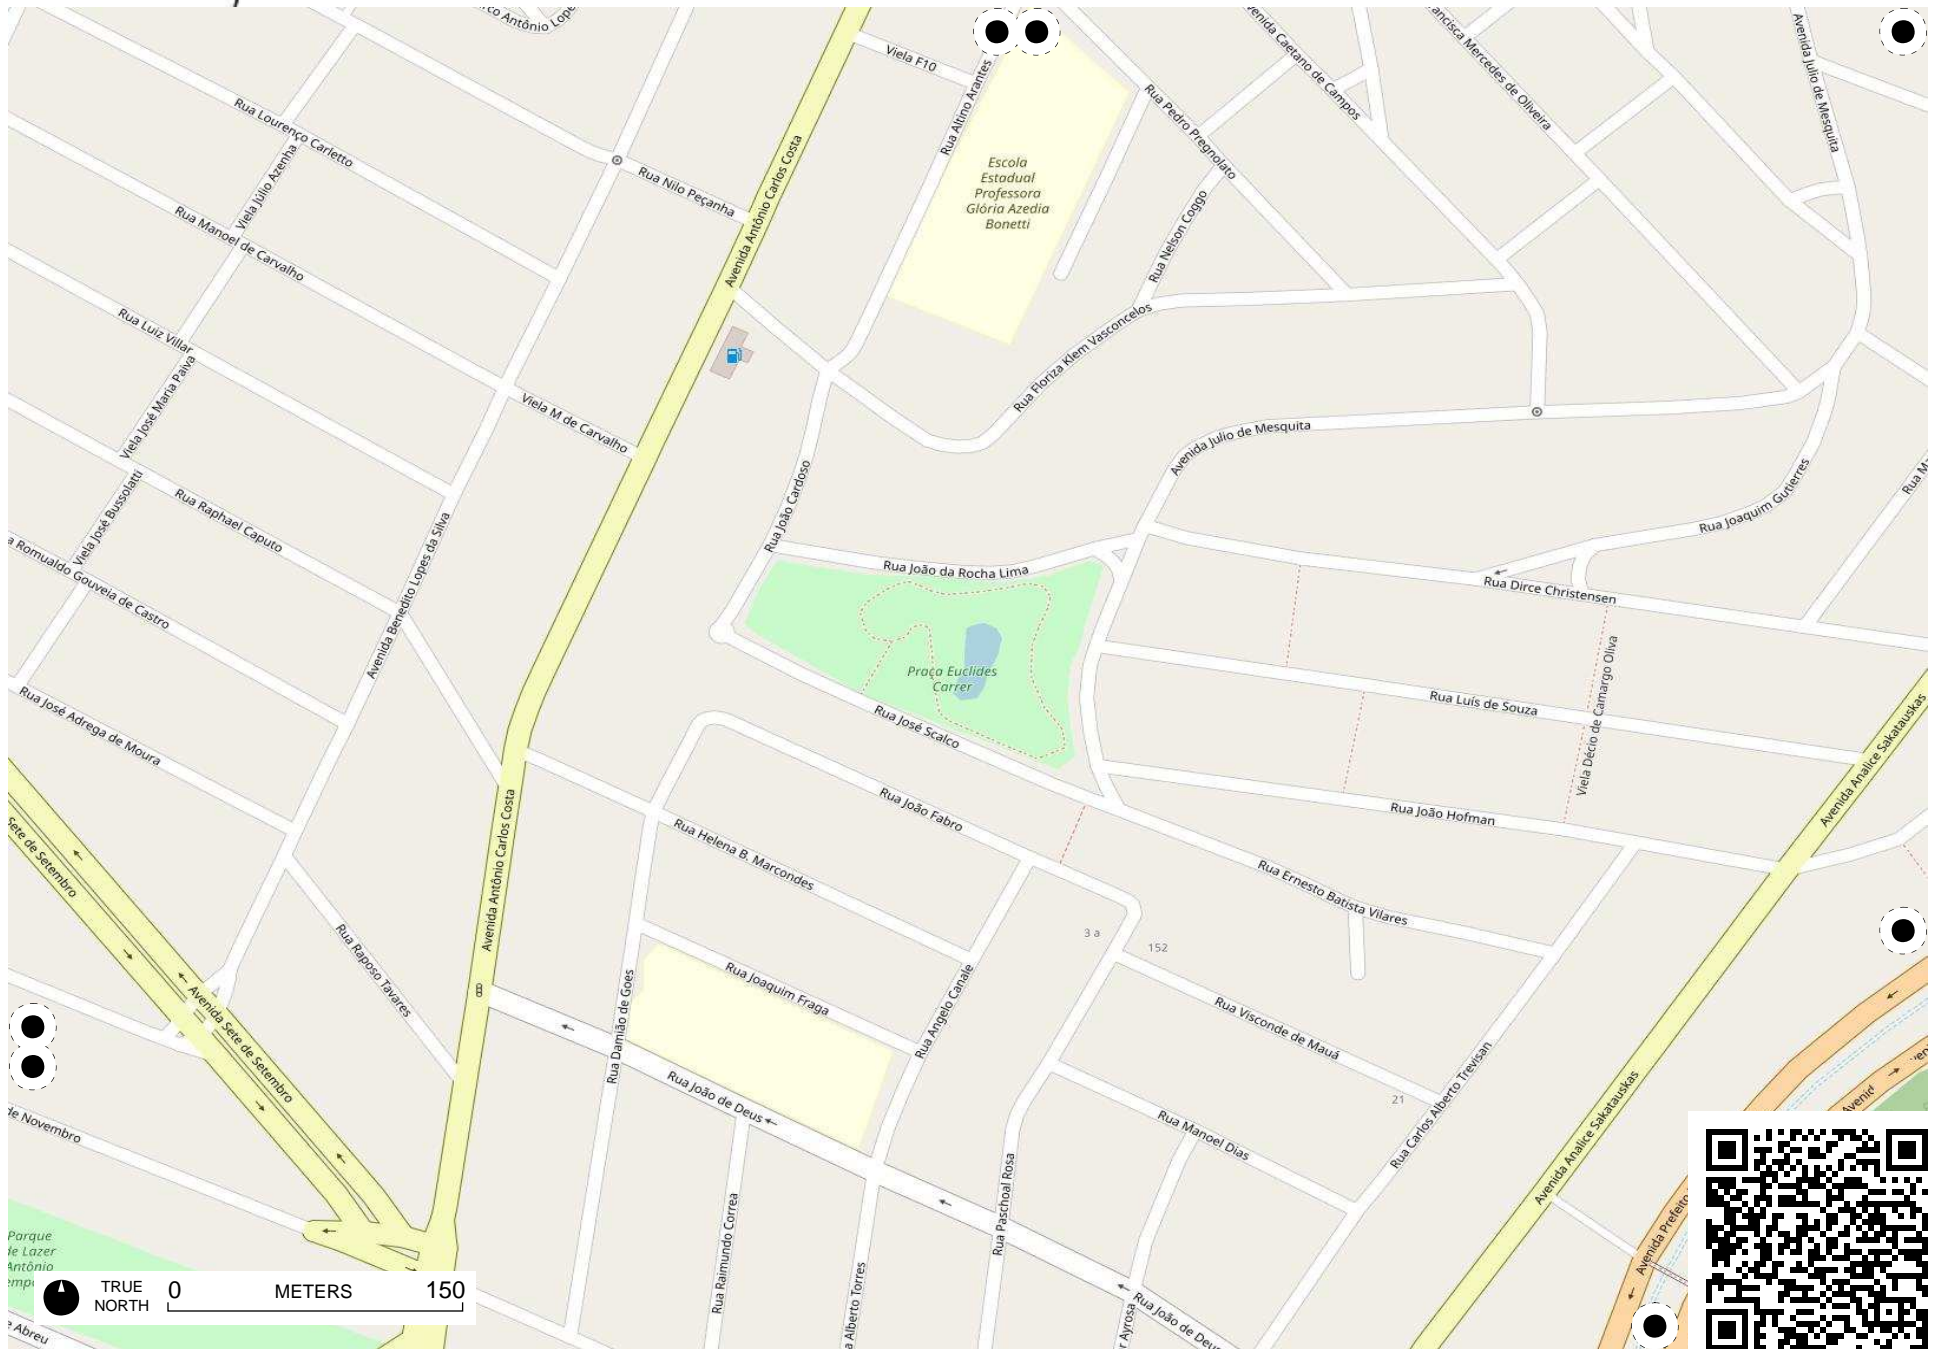 Viela F10
Avenida Caetano de Campos
Avenida Julio de Mesquita
Rua Lourenço Carletto
Viela Júlio Azenha
Rua Nilo Peçanha
Avenida Antônio Carlos Costa
Rua Altino Arantes
Rua Pedro Pregnolato
Escola
Estadual
Professora
Glória Azedia
Bonetti
Rua Nelson Coggo
Rua Manoel de Carvalho
Rua Luiz Villar
Viela José Maria Paiva
Viela M de Carvalho
Rua Floriza Klem Vasconcelos
Avenida Julio de Mesquita
Rua João Cardoso
Rua Joaquim Gutierres
Rua Raphael Caputo
Viela José Bussolatti
Romualdo Gouveia de Castro
Avenida Benedito Lopes da Silva
Rua João da Rocha Lima
Rua Dirce Christensen
Praça Euclides
Carrer
Rua Luís de Souza
Viela Décio de Camargo Oliva
Rua José Adrega de Moura
Rua José Scalco
Avenida Analice Sakatauskas
Rua João Fabro
Rua João Hofman
Rua Helena B. Marcondes
Avenida Antônio Carlos Costa
Sete de Setembro
Rua Ernesto Batista Vilares
3 a
152
Rua Raposo Tavares
Rua Joaquim Fraga
Rua Damião de Goes
Rua Angelo Canale
Avenida Sete de Setembro
Rua Visconde de Mauá
Rua João de Deus
21
Rua Carlos Alberto Trevisan
Rua Manoel Dias
de Novembro
Avenida Analice Sakatauskas
Rua Paschoal Rosa
Rua Raimundo Correa
Avenida Prefeito
Parque
de Lazer
Antônio
TRUE
NORTH
0 METERS 150
Alberto Torres
Ayrosa
Rua João de Deus
Abreu